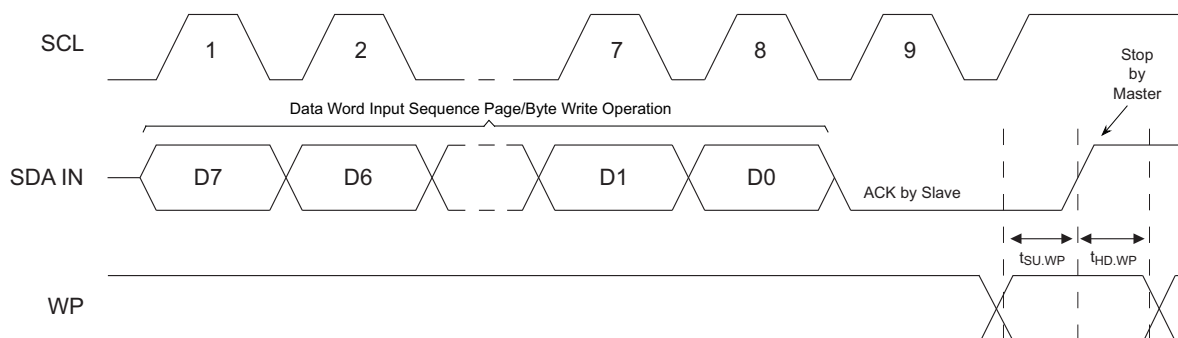 SCL
1 2 7 8 9
Stop
by
Master
Data Word Input Sequence Page/Byte Write Operation
SDA IN
D7 D6 D1 D0
ACK by Slave
tSU.WP tHD.WP
WP